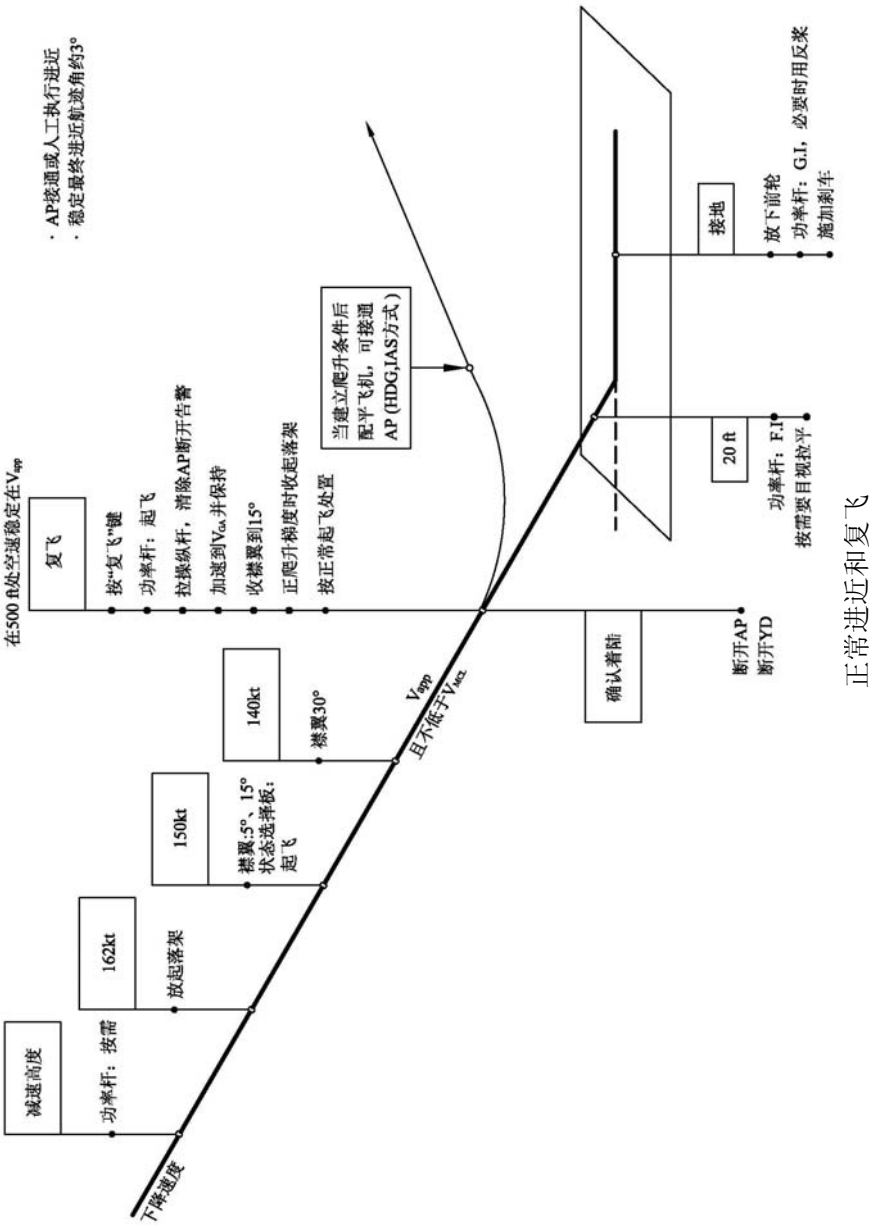 · AP接通或人工执行进近
· 稳定最终进近航迹角约3°
下降速度
减速高度
功率杆：按需
162kt
放起落架
150kt
襟翼:5°、15°
状态选择板：
起飞
140kt
襟翼30°
Vapp
且不低于VMCL
在500 ft处空速稳定在Vapp
复飞
按“复飞”键
功率杆：起飞
拉操纵杆，清除AP断开告警
加速到VGA并保持
收襟翼到15°
正爬升梯度时收起落架
按正常起飞处置
当建立爬升条件后
配平飞机，可接通
AP (HDG,IAS方式）
确认着陆
断开AP
断开YD
20 ft
功率杆：F.I
按需要目视拉平
接地
放下前轮
功率杆：G.I，必要时用反桨
施加刹车
正常进近和复飞